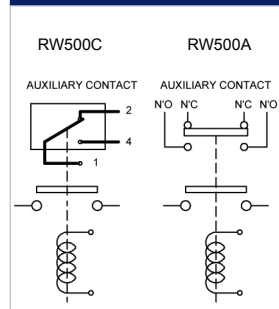 RW500C RW500A
AUXILIARY CONTACT AUXILIARY CONTACT
N'O N'C N'C N'O
2
4
1